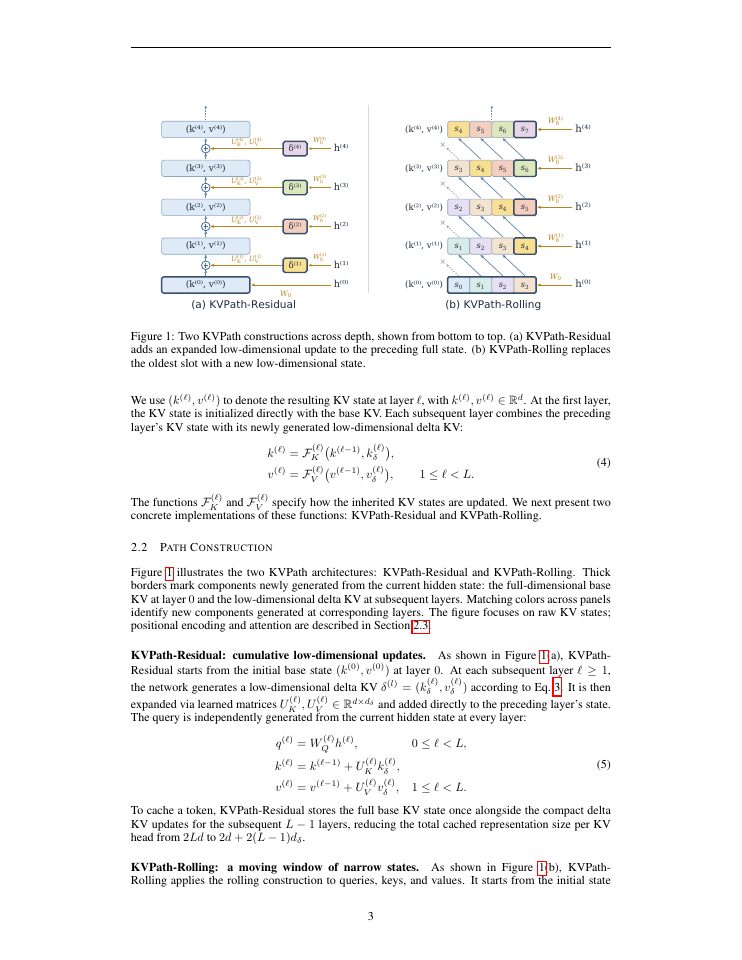 (k⁽⁴⁾, v⁽⁴⁾)
δ⁽⁴⁾
h⁽⁴⁾
(k⁽³⁾, v⁽³⁾)
δ⁽³⁾
h⁽³⁾
(k⁽²⁾, v⁽²⁾)
δ⁽²⁾
h⁽²⁾
(k⁽¹⁾, v⁽¹⁾)
δ⁽¹⁾
h⁽¹⁾
(k⁽⁰⁾, v⁽⁰⁾)
h⁽⁰⁾
W₀
(a) KVPath-Residual
(k⁽⁴⁾, v⁽⁴⁾) s₄ s₅ s₆ s₇ h⁽⁴⁾
(k⁽³⁾, v⁽³⁾) s₃ s₄ s₅ s₆ h⁽³⁾
(k⁽²⁾, v⁽²⁾) s₂ s₃ s₄ s₅ h⁽²⁾
(k⁽¹⁾, v⁽¹⁾) s₁ s₂ s₃ s₄ h⁽¹⁾
(k⁽⁰⁾, v⁽⁰⁾) s₀ s₁ s₂ s₃ W₀ h⁽⁰⁾
(b) KVPath-Rolling
Figure 1: Two KVPath constructions across depth, shown from bottom to top. (a) KVPath-Residual
adds an expanded low-dimensional update to the preceding full state. (b) KVPath-Rolling replaces
the oldest slot with a new low-dimensional state.
We use (k^(ℓ), v^(ℓ)) to denote the resulting KV state at layer ℓ, with k^(ℓ), v^(ℓ) ∈ ℝ^d. At the first layer,
the KV state is initialized directly with the base KV. Each subsequent layer combines the preceding
layer's KV state with its newly generated low-dimensional delta KV:
k^(ℓ) = F_K^(ℓ)(k^(ℓ−1), k_δ^(ℓ)),
v^(ℓ) = F_V^(ℓ)(v^(ℓ−1), v_δ^(ℓ)), 1 ≤ ℓ < L.
(4)
The functions F_K^(ℓ) and F_V^(ℓ) specify how the inherited KV states are updated. We next present two
concrete implementations of these functions: KVPath-Residual and KVPath-Rolling.
2.2 PATH CONSTRUCTION
Figure 1 illustrates the two KVPath architectures: KVPath-Residual and KVPath-Rolling. Thick
borders mark components newly generated from the current hidden state: the full-dimensional base
KV at layer 0 and the low-dimensional delta KV at subsequent layers. Matching colors across panels
identify new components generated at corresponding layers. The figure focuses on raw KV states;
positional encoding and attention are described in Section 2.3.
KVPath-Residual: cumulative low-dimensional updates. As shown in Figure 1(a), KVPath-
Residual starts from the initial base state (k^(0), v^(0)) at layer 0. At each subsequent layer ℓ ≥ 1,
the network generates a low-dimensional delta KV δ^(l) = (k_δ^(ℓ), v_δ^(ℓ)) according to Eq. 3. It is then
expanded via learned matrices U_K^(ℓ), U_V^(ℓ) ∈ ℝ^{d×d_δ} and added directly to the preceding layer's state.
The query is independently generated from the current hidden state at every layer:
q^(ℓ) = W_Q^(ℓ) h^(ℓ), 0 ≤ ℓ < L,
k^(ℓ) = k^(ℓ−1) + U_K^(ℓ) k_δ^(ℓ),
(5)
v^(ℓ) = v^(ℓ−1) + U_V^(ℓ) v_δ^(ℓ), 1 ≤ ℓ < L.
To cache a token, KVPath-Residual stores the full base KV state once alongside the compact delta
KV updates for the subsequent L − 1 layers, reducing the total cached representation size per KV
head from 2Ld to 2d + 2(L − 1)d_δ.
KVPath-Rolling: a moving window of narrow states. As shown in Figure 1(b), KVPath-
Rolling applies the rolling construction to queries, keys, and values. It starts from the initial state
3